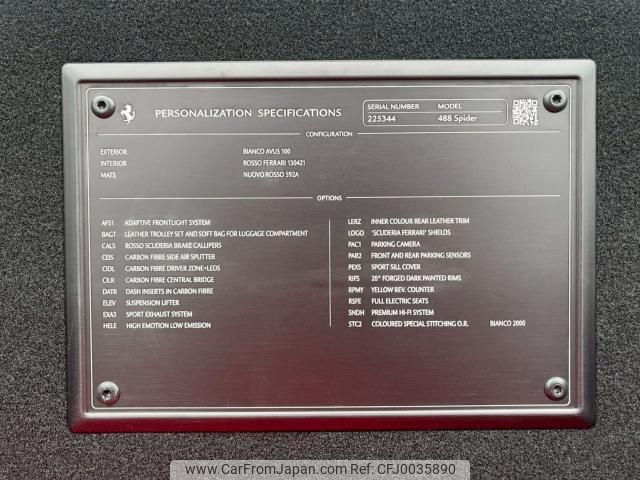 PERSONALIZATION SPECIFICATIONS
SERIAL NUMBER MODEL
225344 488 Spider
CONFIGURATION
EXTERIOR BIANCO AVUS 100
INTERIOR ROSSO FERRARI 130421
MATS NUOVO ROSSO 592A
OPTIONS
AFS1 ADAPTIVE FRONTLIGHT SYSTEM
BAGT LEATHER TROLLEY SET AND SOFT BAG FOR LUGGAGE COMPARTMENT
CALS ROSSO SCUDERIA BRAKE CALLIPERS
CEIS CARBON FIBRE SIDE AIR SPLITTER
CIDL CARBON FIBRE DRIVER ZONE+LEDS
CILR CARBON FIBRE CENTRAL BRIDGE
DATR DASH INSERTS IN CARBON FIBRE
ELEV SUSPENSION LIFTER
EXA3 SPORT EXHAUST SYSTEM
HELE HIGH EMOTION LOW EMISSION
LERZ INNER COLOUR REAR LEATHER TRIM
LOGO 'SCUDERIA FERRARI' SHIELDS
PAC1 PARKING CAMERA
PAR2 FRONT AND REAR PARKING SENSORS
PEXS SPORT SILL COVER
RIF5 20" FORGED DARK PAINTED RIMS
RPMY YELLOW REV. COUNTER
RSFE FULL ELECTRIC SEATS
SNDH PREMIUM HI-FI SYSTEM
STC2 COLOURED SPECIAL STITCHING O.R. BIANCO 2000
www.CarFromJapan.com Ref:CFJ90035890